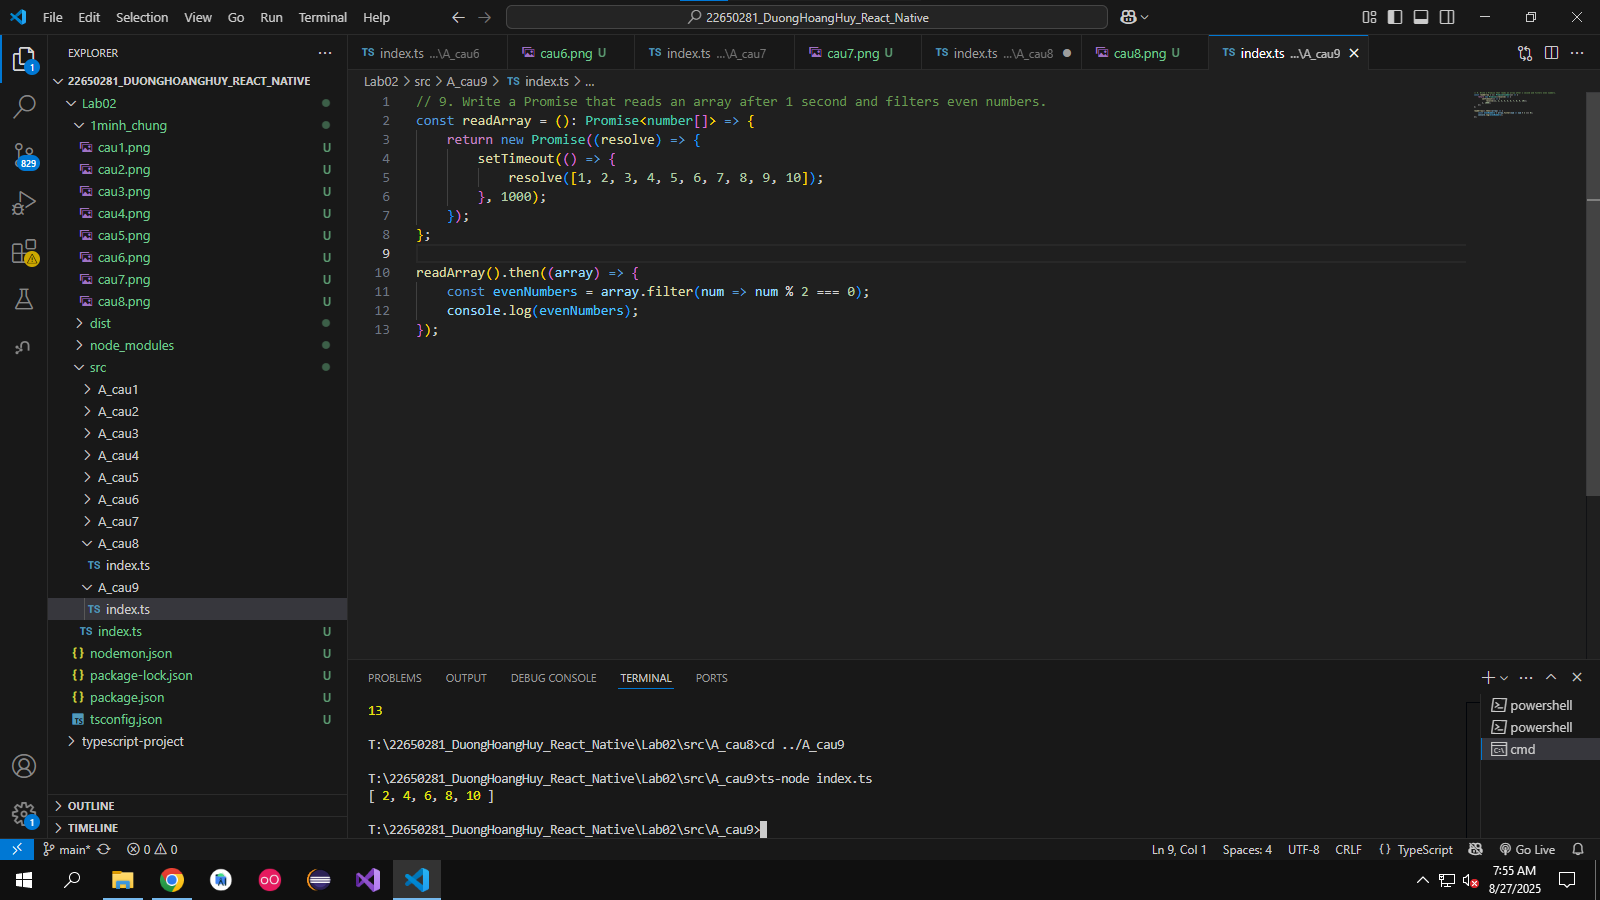 File Edit Selection View Go Run Terminal Help
22650281_DuongHoangHuy_React_Native
EXPLORER
22650281_DUONGHOANGHUY_REACT_NATIVE
Lab02
1minh_chung
cau1.png U
cau2.png U
cau3.png U
cau4.png U
cau5.png U
cau6.png U
cau7.png U
cau8.png U
dist
node_modules
src
A_cau1
A_cau2
A_cau3
A_cau4
A_cau5
A_cau6
A_cau7
A_cau8
TS index.ts
A_cau9
TS index.ts
TS index.ts U
{} nodemon.json U
{} package-lock.json U
{} package.json U
TS tsconfig.json U
typescript-project
OUTLINE
TIMELINE
1
829
1
TS index.ts ...\A_cau6 cau6.png U TS index.ts ...\A_cau7 cau7.png U TS index.ts ...\A_cau8 cau8.png U TS index.ts ...\A_cau9
Lab02 > src > A_cau9 > TS index.ts > ...
1 // 9. Write a Promise that reads an array after 1 second and filters even numbers.
2 const readArray = (): Promise<number[]> => {
3 return new Promise((resolve) => {
4 setTimeout(() => {
5 resolve([1, 2, 3, 4, 5, 6, 7, 8, 9, 10]);
6 }, 1000);
7 });
8 };
9
10 readArray().then((array) => {
11 const evenNumbers = array.filter(num => num % 2 === 0);
12 console.log(evenNumbers);
13 });
PROBLEMS OUTPUT DEBUG CONSOLE TERMINAL PORTS
13
T:\22650281_DuongHoangHuy_React_Native\Lab02\src\A_cau8>cd ../A_cau9
T:\22650281_DuongHoangHuy_React_Native\Lab02\src\A_cau9>ts-node index.ts
[ 2, 4, 6, 8, 10 ]
T:\22650281_DuongHoangHuy_React_Native\Lab02\src\A_cau9>
powershell
powershell
cmd
main* 0 0 Ln 9, Col 1 Spaces: 4 UTF-8 CRLF {} TypeScript Go Live
7:55 AM
8/27/2025